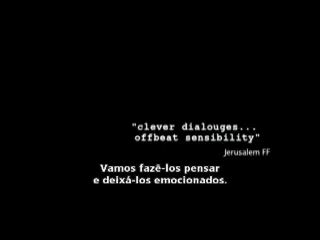 "clever dialouges...
offbeat sensibility"
Jerusalem FF
Vamos fazê-los pensar
e deixá-los emocionados.